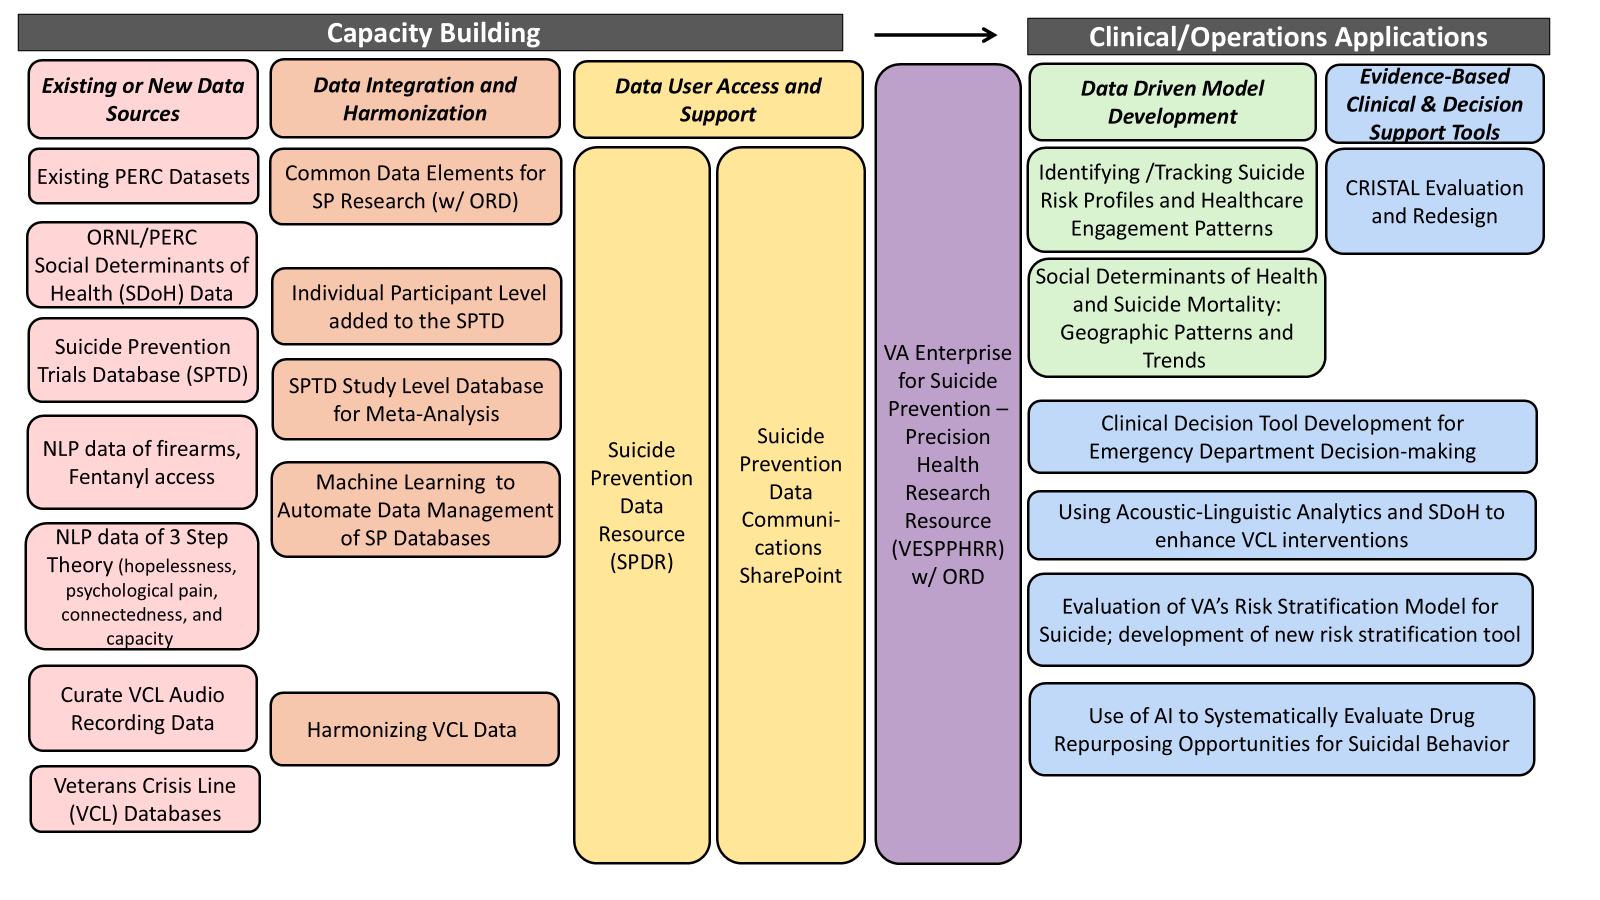 Capacity Building
Clinical/Operations Applications
Existing or New Data
Sources
Existing PERC Datasets
ORNL/PERC
Social Determinants of
Health (SDoH) Data
Suicide Prevention
Trials Database (SPTD)
NLP data of firearms,
Fentanyl access
NLP data of 3 Step
Theory (hopelessness,
psychological pain,
connectedness, and
capacity
Curate VCL Audio
Recording Data
Veterans Crisis Line
(VCL) Databases
Data Integration and
Harmonization
Common Data Elements for
SP Research (w/ ORD)
Individual Participant Level
added to the SPTD
SPTD Study Level Database
for Meta-Analysis
Machine Learning  to
Automate Data Management
of SP Databases
Harmonizing VCL Data
Data User Access and
Support
Suicide
Prevention
Data
Resource
(SPDR)
Suicide
Prevention
Data
Communi-
cations
SharePoint
VA Enterprise
for Suicide
Prevention –
Precision
Health
Research
Resource
(VESPPHRR)
w/ ORD
Data Driven Model
Development
Identifying /Tracking Suicide
Risk Profiles and Healthcare
Engagement Patterns
Social Determinants of Health
and Suicide Mortality:
Geographic Patterns and
Trends
Evidence-Based
Clinical & Decision
Support Tools
CRISTAL Evaluation
and Redesign
Clinical Decision Tool Development for
Emergency Department Decision-making
Using Acoustic-Linguistic Analytics and SDoH to
enhance VCL interventions
Evaluation of VA’s Risk Stratification Model for
Suicide; development of new risk stratification tool
Use of AI to Systematically Evaluate Drug
Repurposing Opportunities for Suicidal Behavior